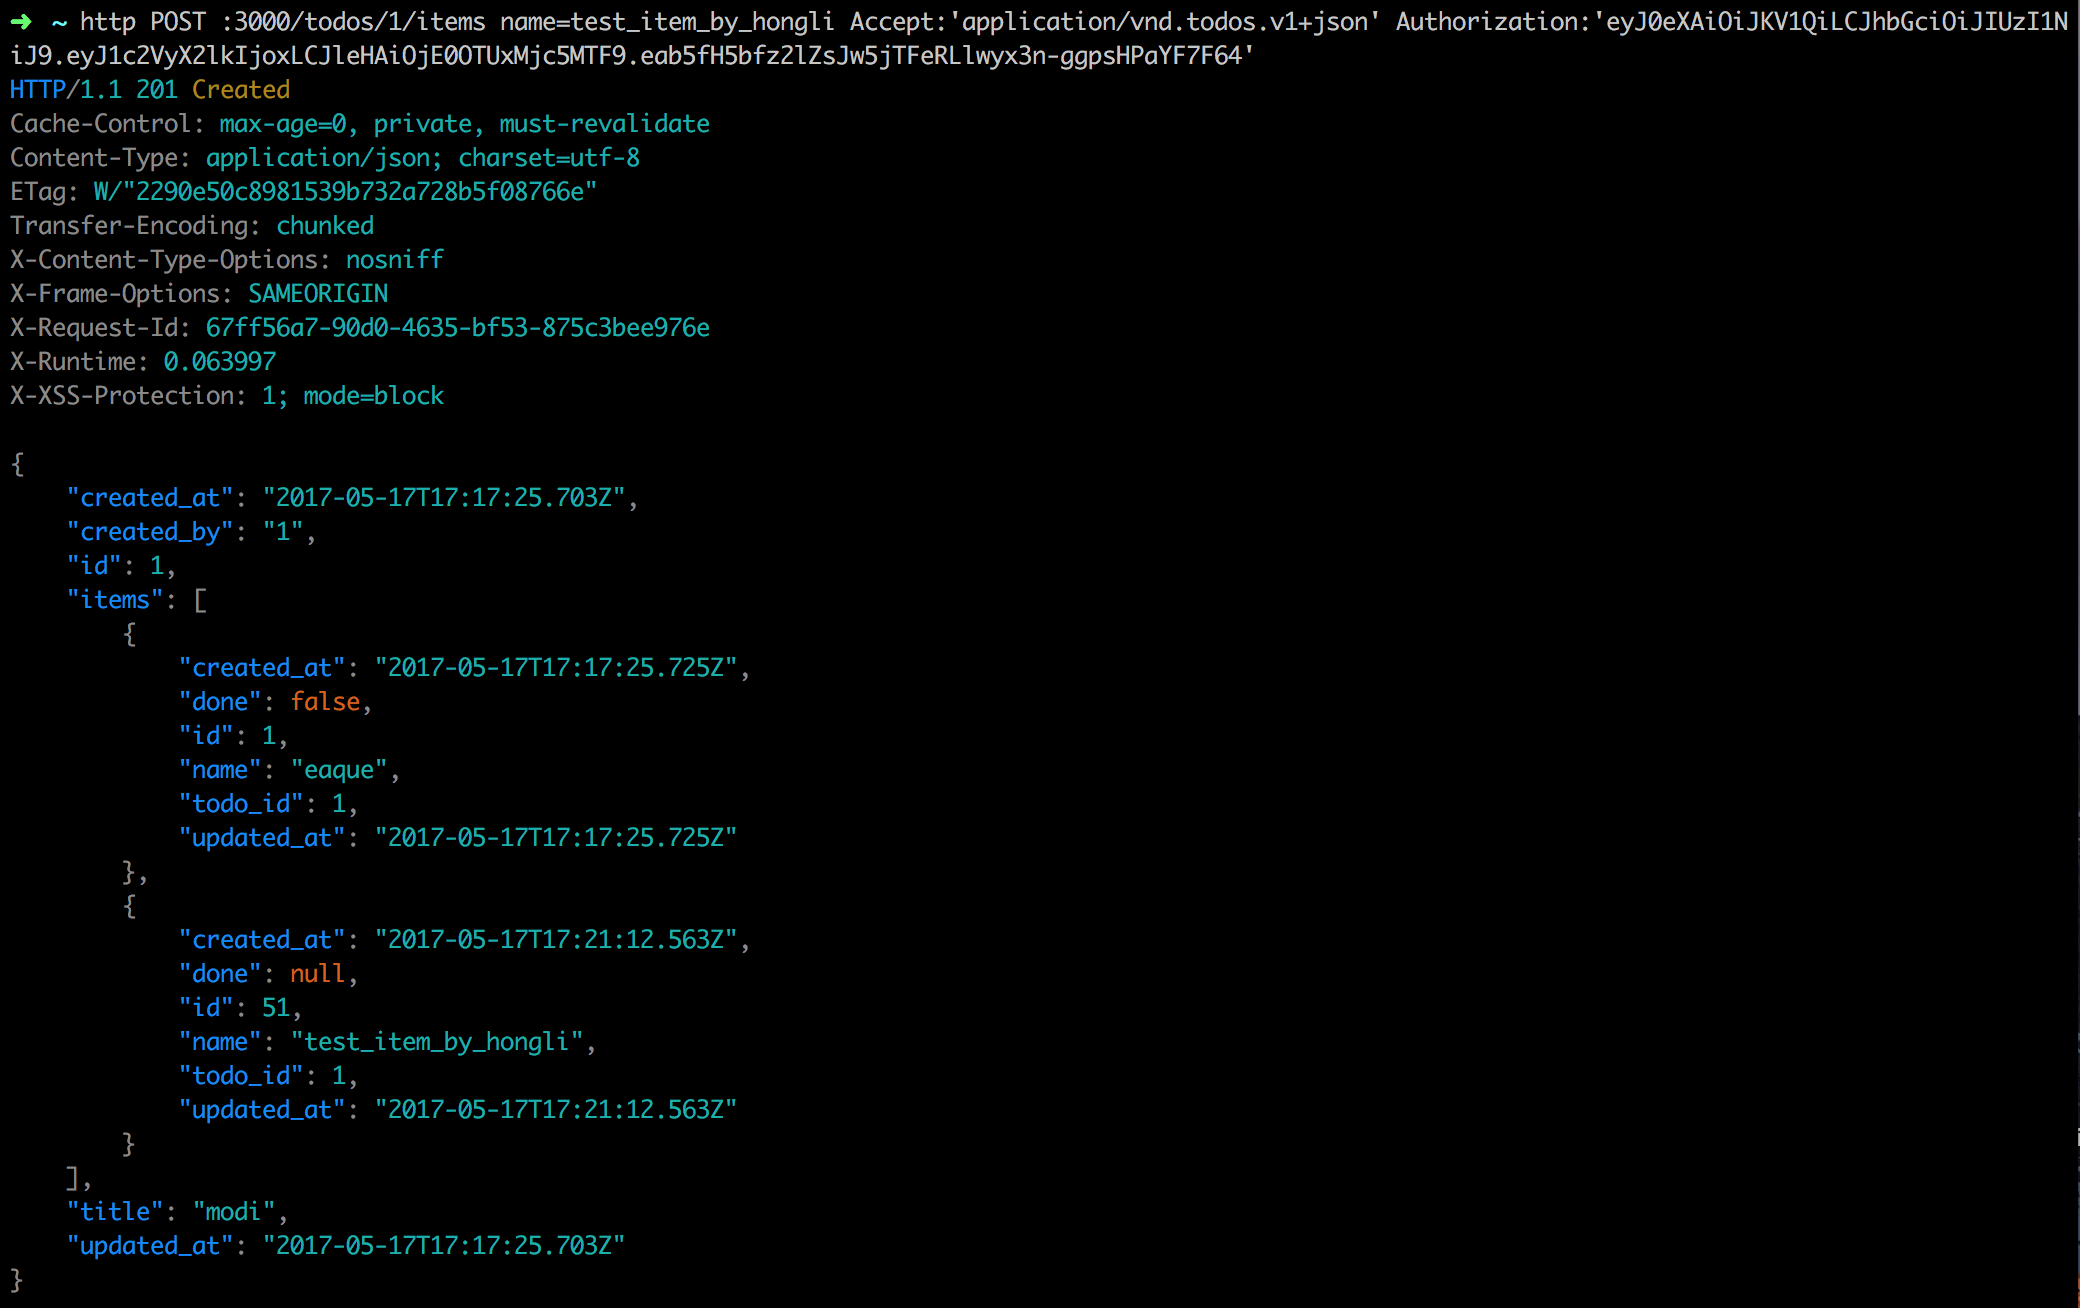 ➜ ~ http POST :3000/todos/1/items name=test_item_by_hongli Accept:'application/vnd.todos.v1+json' Authorization:'eyJ0eXAiOiJKV1QiLCJhbGciOiJIUzI1N
iJ9.eyJ1c2VyX2lkIjoxLCJleHAiOjE0OTUxMjc5MTF9.eab5fH5bfz2lZsJw5jTFeRLlwyx3n-ggpsHPaYF7F64'
HTTP/1.1 201 Created
Cache-Control: max-age=0, private, must-revalidate
Content-Type: application/json; charset=utf-8
ETag: W/"2290e50c8981539b732a728b5f08766e"
Transfer-Encoding: chunked
X-Content-Type-Options: nosniff
X-Frame-Options: SAMEORIGIN
X-Request-Id: 67ff56a7-90d0-4635-bf53-875c3bee976e
X-Runtime: 0.063997
X-XSS-Protection: 1; mode=block

{
    "created_at": "2017-05-17T17:17:25.703Z",
    "created_by": "1",
    "id": 1,
    "items": [
        {
            "created_at": "2017-05-17T17:17:25.725Z",
            "done": false,
            "id": 1,
            "name": "eaque",
            "todo_id": 1,
            "updated_at": "2017-05-17T17:17:25.725Z"
        },
        {
            "created_at": "2017-05-17T17:21:12.563Z",
            "done": null,
            "id": 51,
            "name": "test_item_by_hongli",
            "todo_id": 1,
            "updated_at": "2017-05-17T17:21:12.563Z"
        }
    ],
    "title": "modi",
    "updated_at": "2017-05-17T17:17:25.703Z"
}